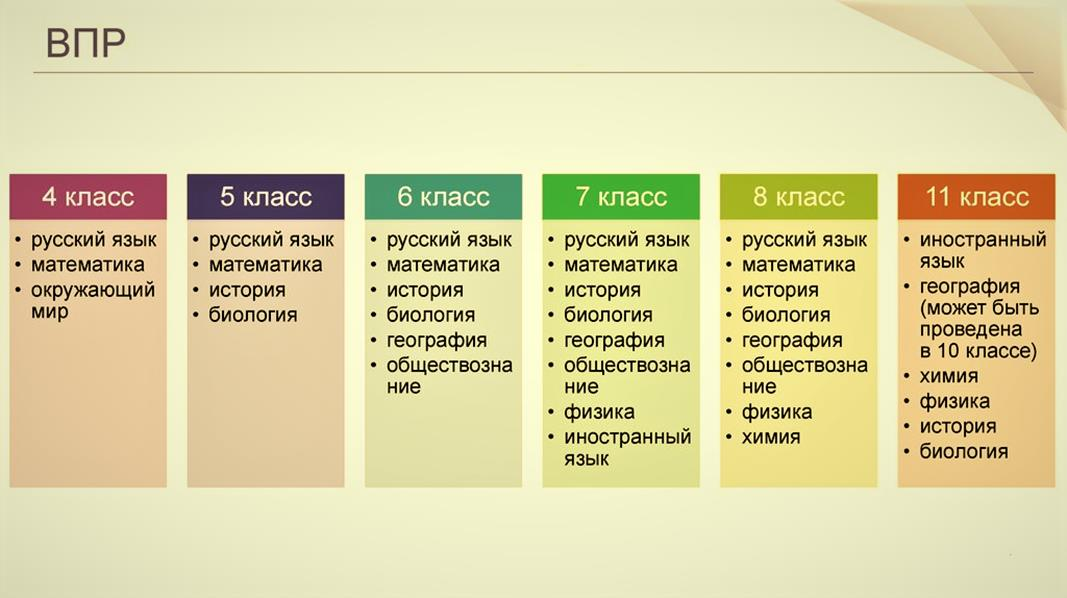 ВПР
4 класс
• русский язык
• математика
• окружающий
мир
5 класс
• русский язык
• математика
• история
• биология
6 класс
• русский язык
• математика
• история
• биология
• география
• обществозна
ние
7 класс
• русский язык
• математика
• история
• биология
• география
• обществозна
ние
• физика
• иностранный
язык
8 класс
• русский язык
• математика
• история
• биология
• география
• обществозна
ние
• физика
• химия
11 класс
• иностранный
язык
• география
(может быть
проведена
в 10 классе)
• химия
• физика
• история
• биология